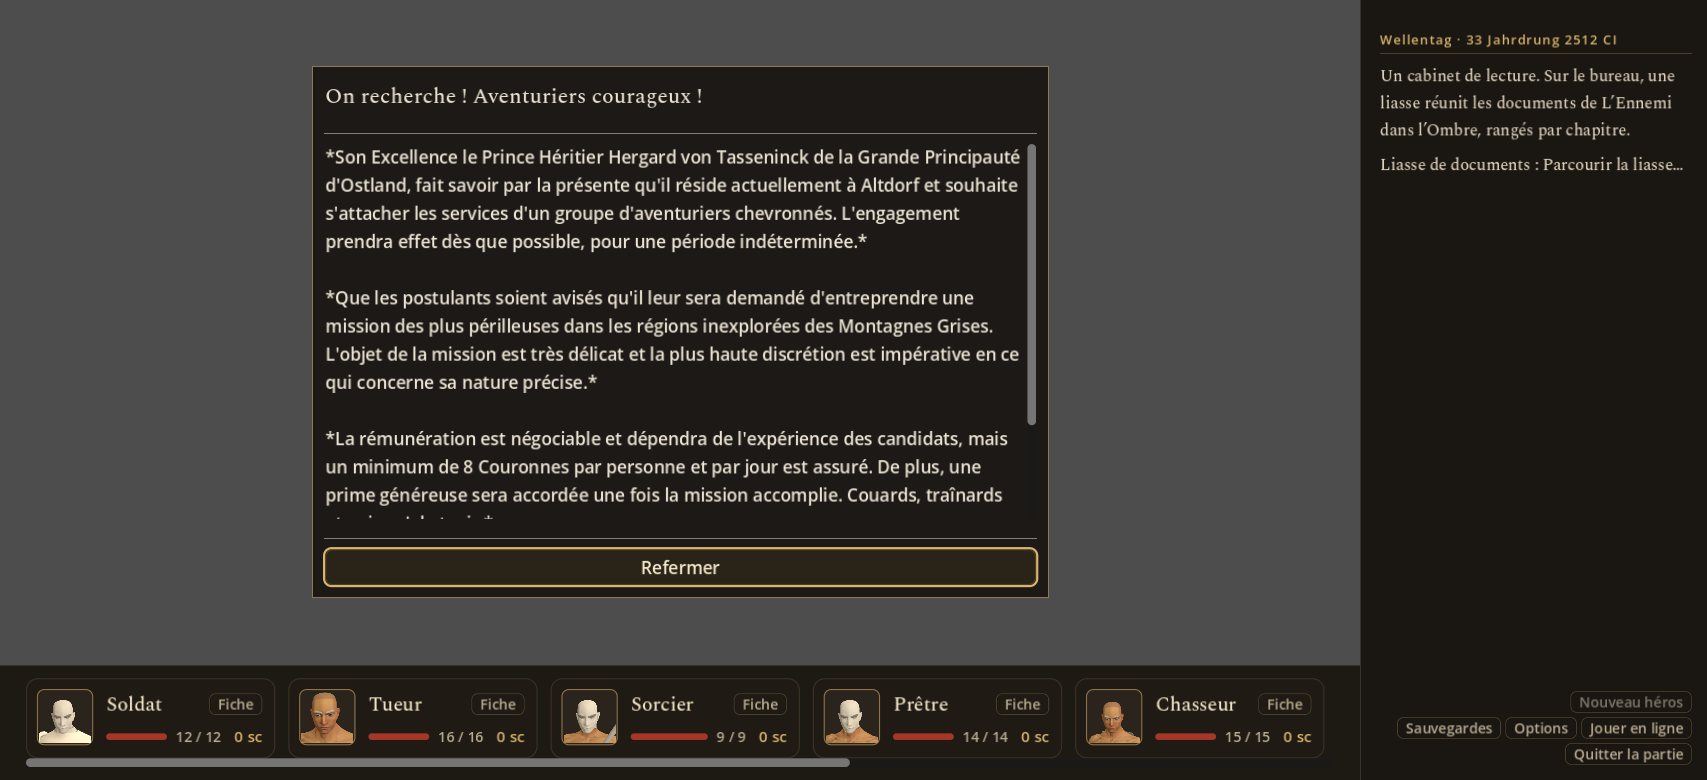 On recherche ! Aventuriers courageux !
*Son Excellence le Prince Héritier Hergard von Tasseninck de la Grande Principauté
d'Ostland, fait savoir par la présente qu'il réside actuellement à Altdorf et souhaite
s'attacher les services d'un groupe d'aventuriers chevronnés. L'engagement
prendra effet dès que possible, pour une période indéterminée.*
*Que les postulants soient avisés qu'il leur sera demandé d'entreprendre une
mission des plus périlleuses dans les régions inexplorées des Montagnes Grises.
L'objet de la mission est très délicat et la plus haute discrétion est impérative en ce
qui concerne sa nature précise.*
*La rémunération est négociable et dépendra de l'expérience des candidats, mais
un minimum de 8 Couronnes par personne et par jour est assuré. De plus, une
prime généreuse sera accordée une fois la mission accomplie. Couards, traînards
Refermer
Wellentag · 33 Jahrdrung 2512 CI
Un cabinet de lecture. Sur le bureau, une
liasse réunit les documents de L’Ennemi
dans l’Ombre, rangés par chapitre.
Liasse de documents : Parcourir la liasse...
Soldat Fiche
12 / 12 0 sc
Tueur Fiche
16 / 16 0 sc
Sorcier Fiche
9 / 9 0 sc
Prêtre Fiche
14 / 14 0 sc
Chasseur Fiche
15 / 15 0 sc
Nouveau héros
Sauvegardes Options Jouer en ligne
Quitter la partie